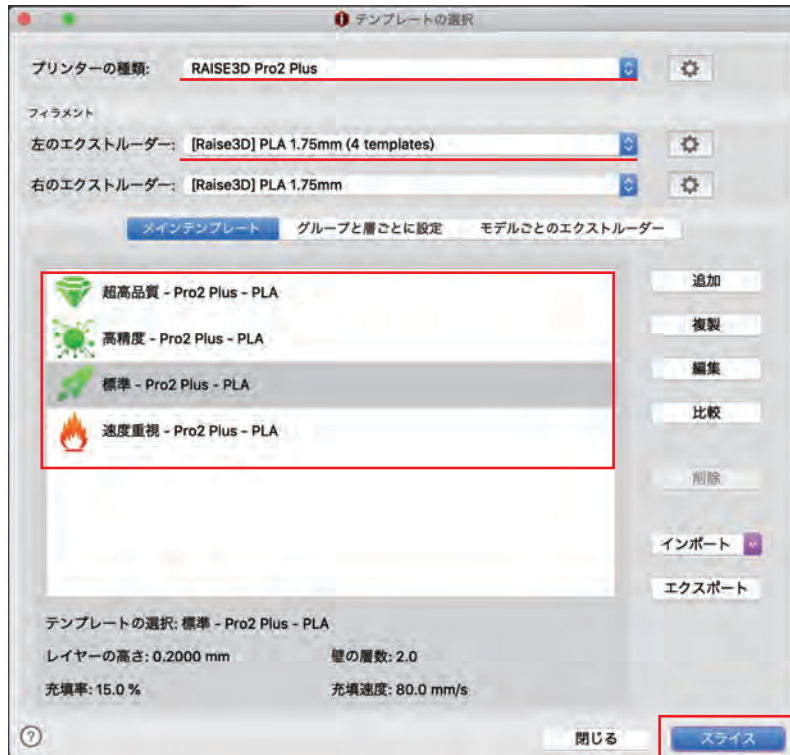 テンプレートの選択
プリンターの種類: RAISE3D Pro2 Plus
フィラメント
左のエクストルーダー: [Raise3D] PLA 1.75mm (4 templates)
右のエクストルーダー: [Raise3D] PLA 1.75mm
メインテンプレート グループと層ごとに設定 モデルごとのエクストルーダー
超高品質 - Pro2 Plus - PLA
高精度 - Pro2 Plus - PLA
標準 - Pro2 Plus - PLA
速度重視 - Pro2 Plus - PLA
追加
複製
編集
比較
削除
インポート
エクスポート
テンプレートの選択: 標準 - Pro2 Plus - PLA
レイヤーの高さ: 0.2000 mm 壁の層数: 2.0
充填率: 15.0 % 充填速度: 80.0 mm/s
? 閉じる スライス